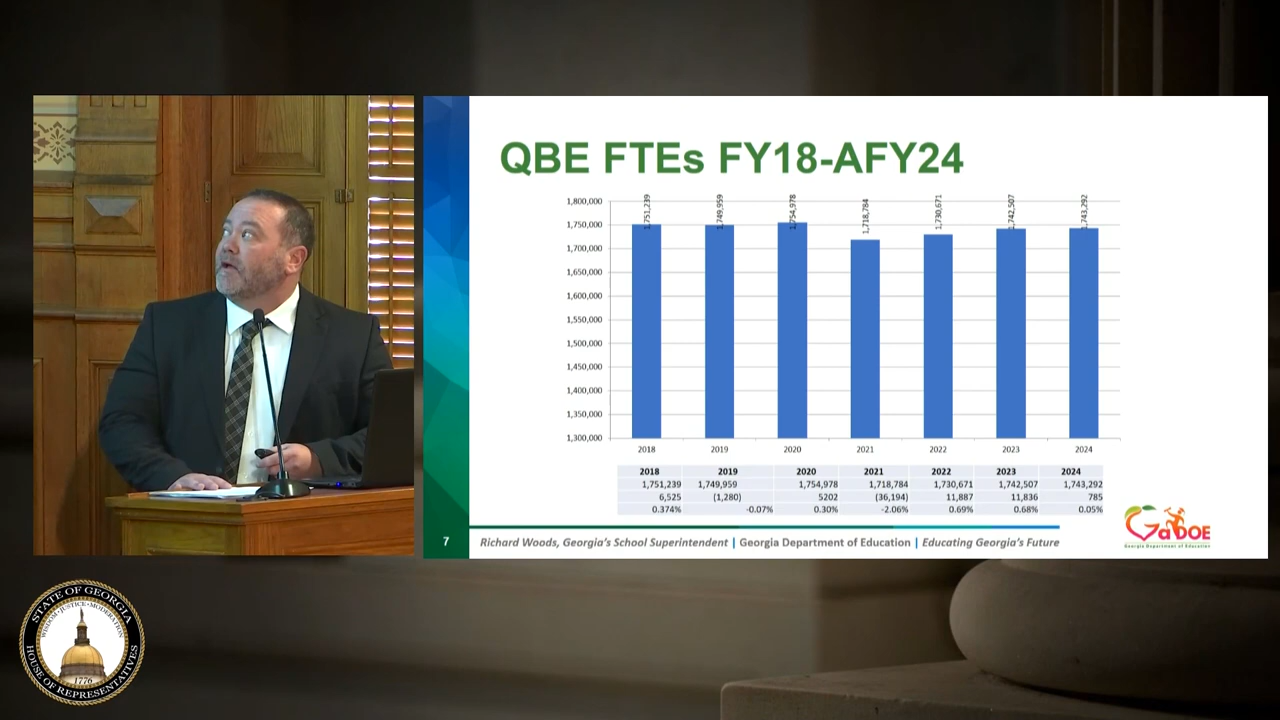 QBE FTEs FY18-AFY24
1,800,000
1,750,000
1,700,000
1,650,000
1,600,000
1,550,000
1,500,000
1,450,000
1,400,000
1,350,000
1,300,000
1,751,239
1,749,959
1,754,978
1,718,784
1,730,671
1,742,507
1,743,292
2018 2019 2020 2021 2022 2023 2024
2018 2019 2020 2021 2022 2023 2024
1,751,239 1,749,959 1,754,978 1,718,784 1,730,671 1,742,507 1,743,292
6,525 (1,280) 5202 (36,194) 11,887 11,836 785
0.374% -0.07% 0.30% -2.06% 0.69% 0.68% 0.05%
7
Richard Woods, Georgia's School Superintendent | Georgia Department of Education | Educating Georgia's Future
GaDOE
Georgia Department of Education
STATE OF GEORGIA
WISDOM JUSTICE MODERATION
1776
HOUSE OF REPRESENTATIVES